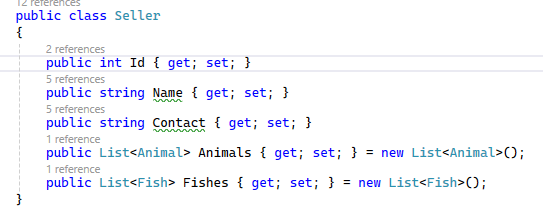 12 references
public class Seller
{
2 references
public int Id { get; set; }
5 references
public string Name { get; set; }
5 references
public string Contact { get; set; }
1 reference
public List<Animal> Animals { get; set; } = new List<Animal>();
1 reference
public List<Fish> Fishes { get; set; } = new List<Fish>();
}